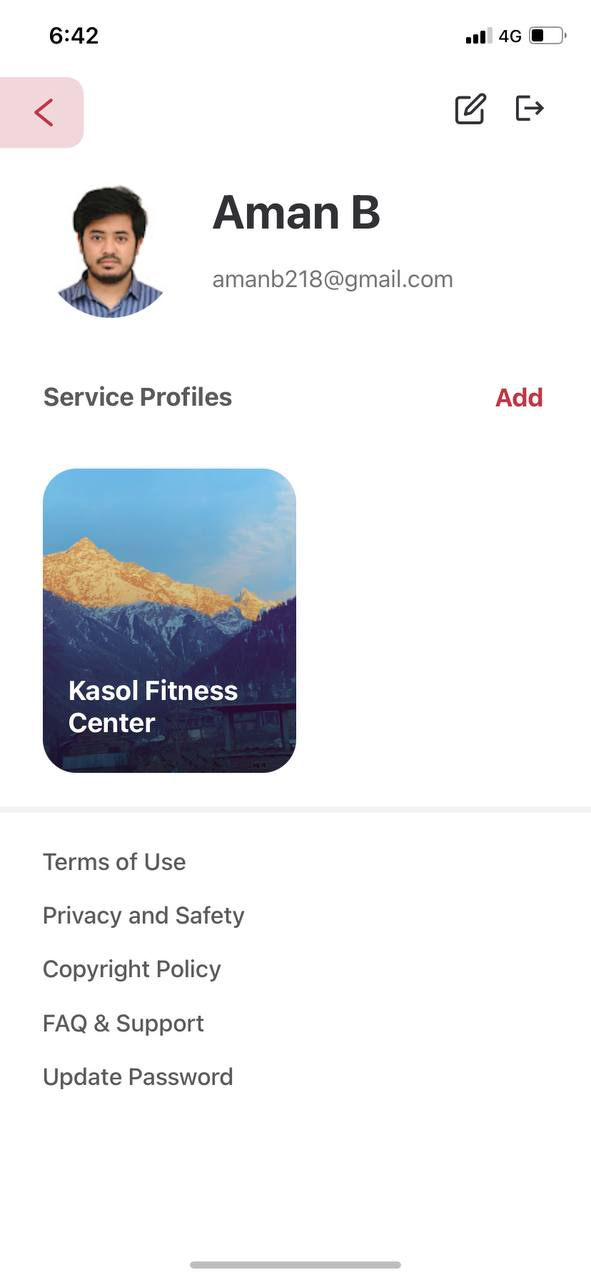 6:42
4G
Aman B
amanb218@gmail.com
Service Profiles
Add
Kasol Fitness
Center
Terms of Use
Privacy and Safety
Copyright Policy
FAQ & Support
Update Password